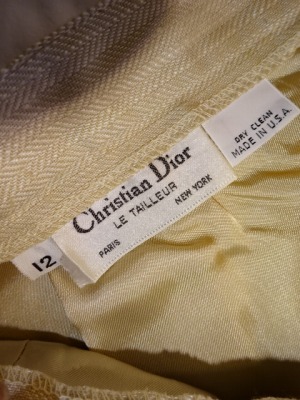 Christian Dior
LE TAILLEUR
PARIS NEW YORK
12
DRY CLEAN
MADE IN U.S.A.